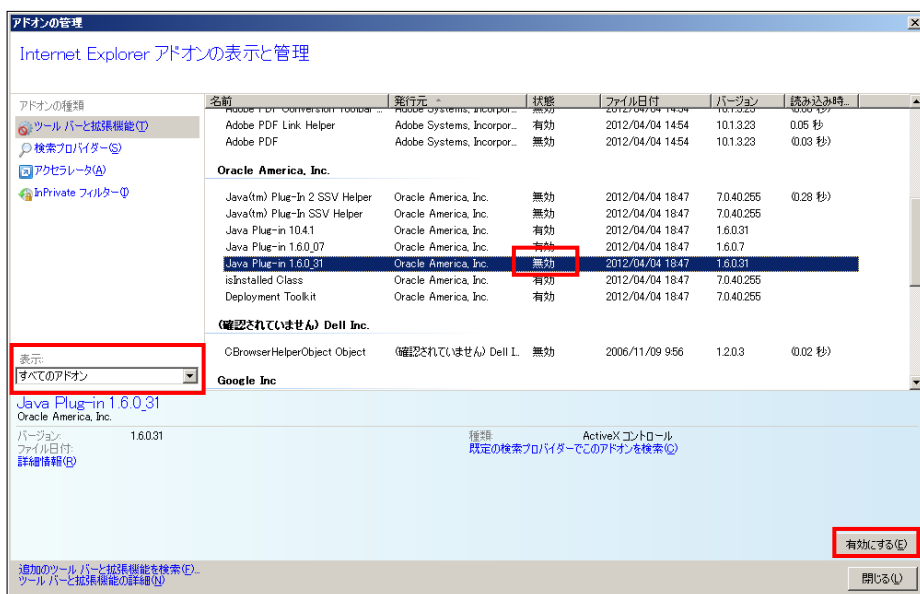 アドオンの管理
Internet Explorer アドオンの表示と管理
アドオンの種類
ツール バーと拡張機能(T)
検索プロバイダー(S)
アクセラレータ(A)
InPrivate フィルター(I)
名前 発行元 状態 ファイル日付 バージョン 読み込み時...
Adobe PDF Conversion Toolbar ... Adobe Systems, Incorpor... 無効 2012/04/04 14:54 10.1.3.23
Adobe PDF Link Helper Adobe Systems, Incorpor... 有効 2012/04/04 14:54 10.1.3.23 0.05 秒
Adobe PDF Adobe Systems, Incorpor... 無効 2012/04/04 14:54 10.1.3.23 (0.03 秒)
Oracle America, Inc.
Java(tm) Plug-In 2 SSV Helper Oracle America, Inc. 無効 2012/04/04 18:47 7.0.40.255 (0.28 秒)
Java(tm) Plug-In SSV Helper Oracle America, Inc. 無効 2012/04/04 18:47 7.0.40.255
Java Plug-in 10.4.1 Oracle America, Inc. 有効 2012/04/04 18:47 1.6.0.31
Java Plug-in 1.6.0_07 Oracle America, Inc. 有効 2012/04/04 18:47 1.6.0.7
Java Plug-in 1.6.0_31 Oracle America, Inc. 無効 2012/04/04 18:47 1.6.0.31
isInstalled Class Oracle America, Inc. 有効 2012/04/04 18:47 7.0.40.255
Deployment Toolkit Oracle America, Inc. 有効 2012/04/04 18:47 7.0.40.255
(確認されていません) Dell Inc.
CBrowserHelperObject Object (確認されていません) Dell I... 無効 2006/11/09 9:56 1.2.0.3 (0.02 秒)
Google Inc
表示:
すべてのアドオン
Java Plug-in 1.6.0_31
Oracle America, Inc.
バージョン: 1.6.0.31 種類: ActiveX コントロール
ファイル日付: 既定の検索プロバイダーでこのアドオンを検索(C)
詳細情報(R)
有効にする(E)
追加のツール バーと拡張機能を検索(F)...
ツール バーと拡張機能の詳細(N)
閉じる(L)